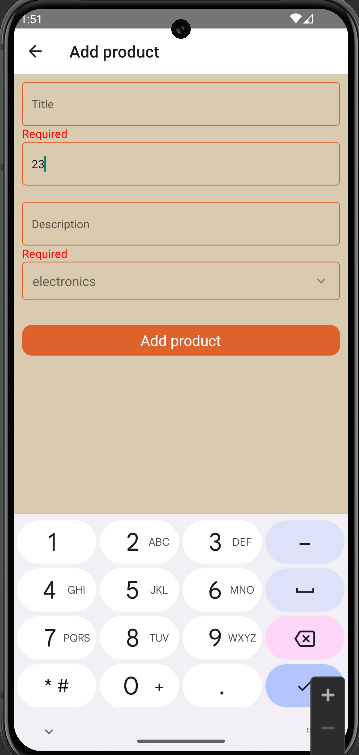 1:51
Add product
Title
Required
23
Description
Required
electronics
Add product
1
2 ABC
3 DEF
–
4 GHI
5 JKL
6 MNO
7 PQRS
8 TUV
9 WXYZ
* #
0 +
.
+
–